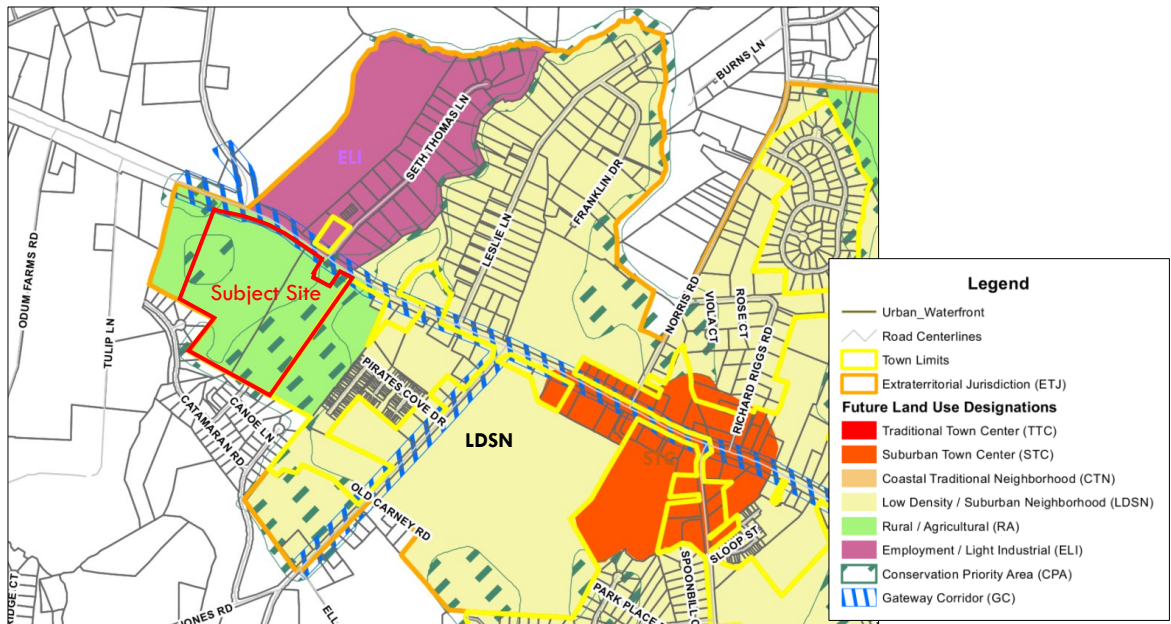 BURNS LN
SETH THOMAS LN
ELI
FRANKLIN DR
LESLIE LN
ODUM FARMS RD
TULIP LN
Subject Site
NORRIS RD
VIOLA CT
ROSE CT
RICHARD RIGGS RD
PIRATES COVE DR
CANOE LN
CATAMARAN RD
LDSN
STC
OLD CARNEY RD
SLOOP ST
SPOONBILL C
PARK PLACE
RIDGE CT
JONES RD
ELL
Legend
Urban_Waterfront
Road Centerlines
Town Limits
Extraterritorial Jurisdiction (ETJ)
Future Land Use Designations
Traditional Town Center (TTC)
Suburban Town Center (STC)
Coastal Traditional Neighborhood (CTN)
Low Density / Suburban Neighborhood (LDSN)
Rural / Agricultural (RA)
Employment / Light Industrial (ELI)
Conservation Priority Area (CPA)
Gateway Corridor (GC)